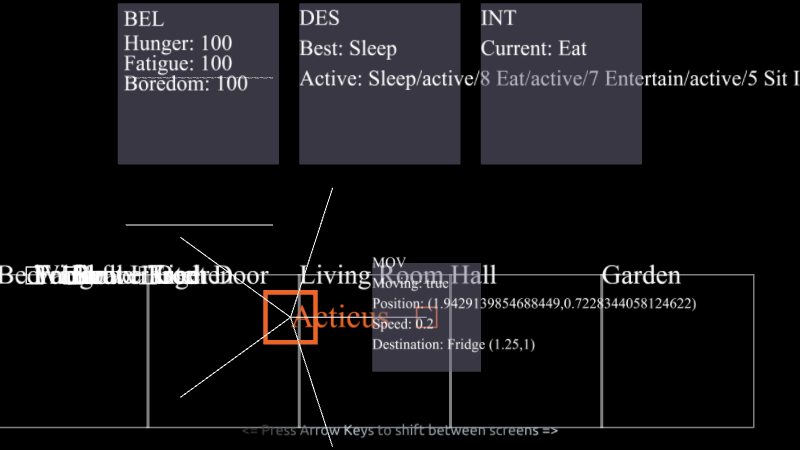 BEL
Hunger: 100
Fatigue: 100
Boredom: 100
DES
Best: Sleep
Active: Sleep/active/8 Eat/active/7 Entertain/active/5 Sit
INT
Current: Eat
Living Room Hall
Garden
Acticus
MOV
Moving: true
Position: (1.9429139854688449,0.7228344058124622)
Speed: 0.2
Destination: Fridge (1.25,1)
<= Press Arrow Keys to shift between screens =>